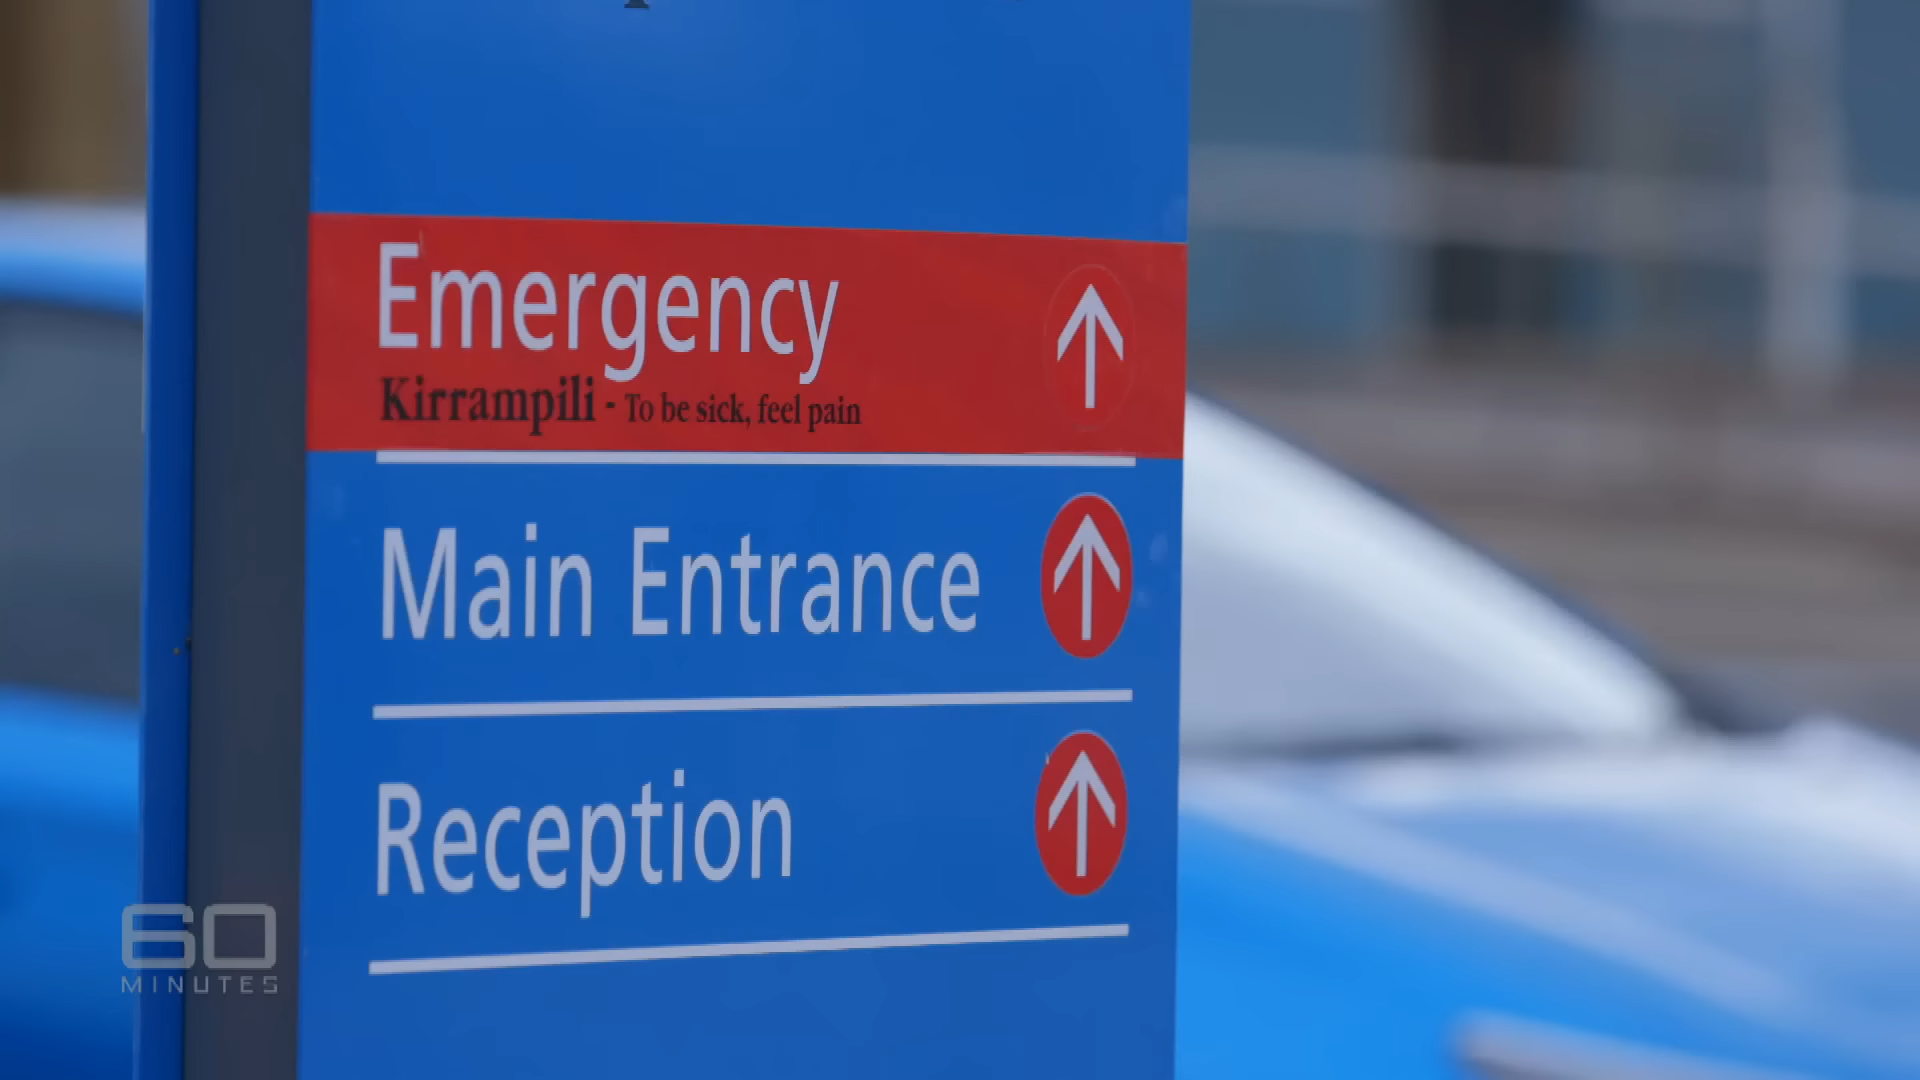 Emergency
Kirrampili - To be sick, feel pain
Main Entrance
Reception
60
MINUTES